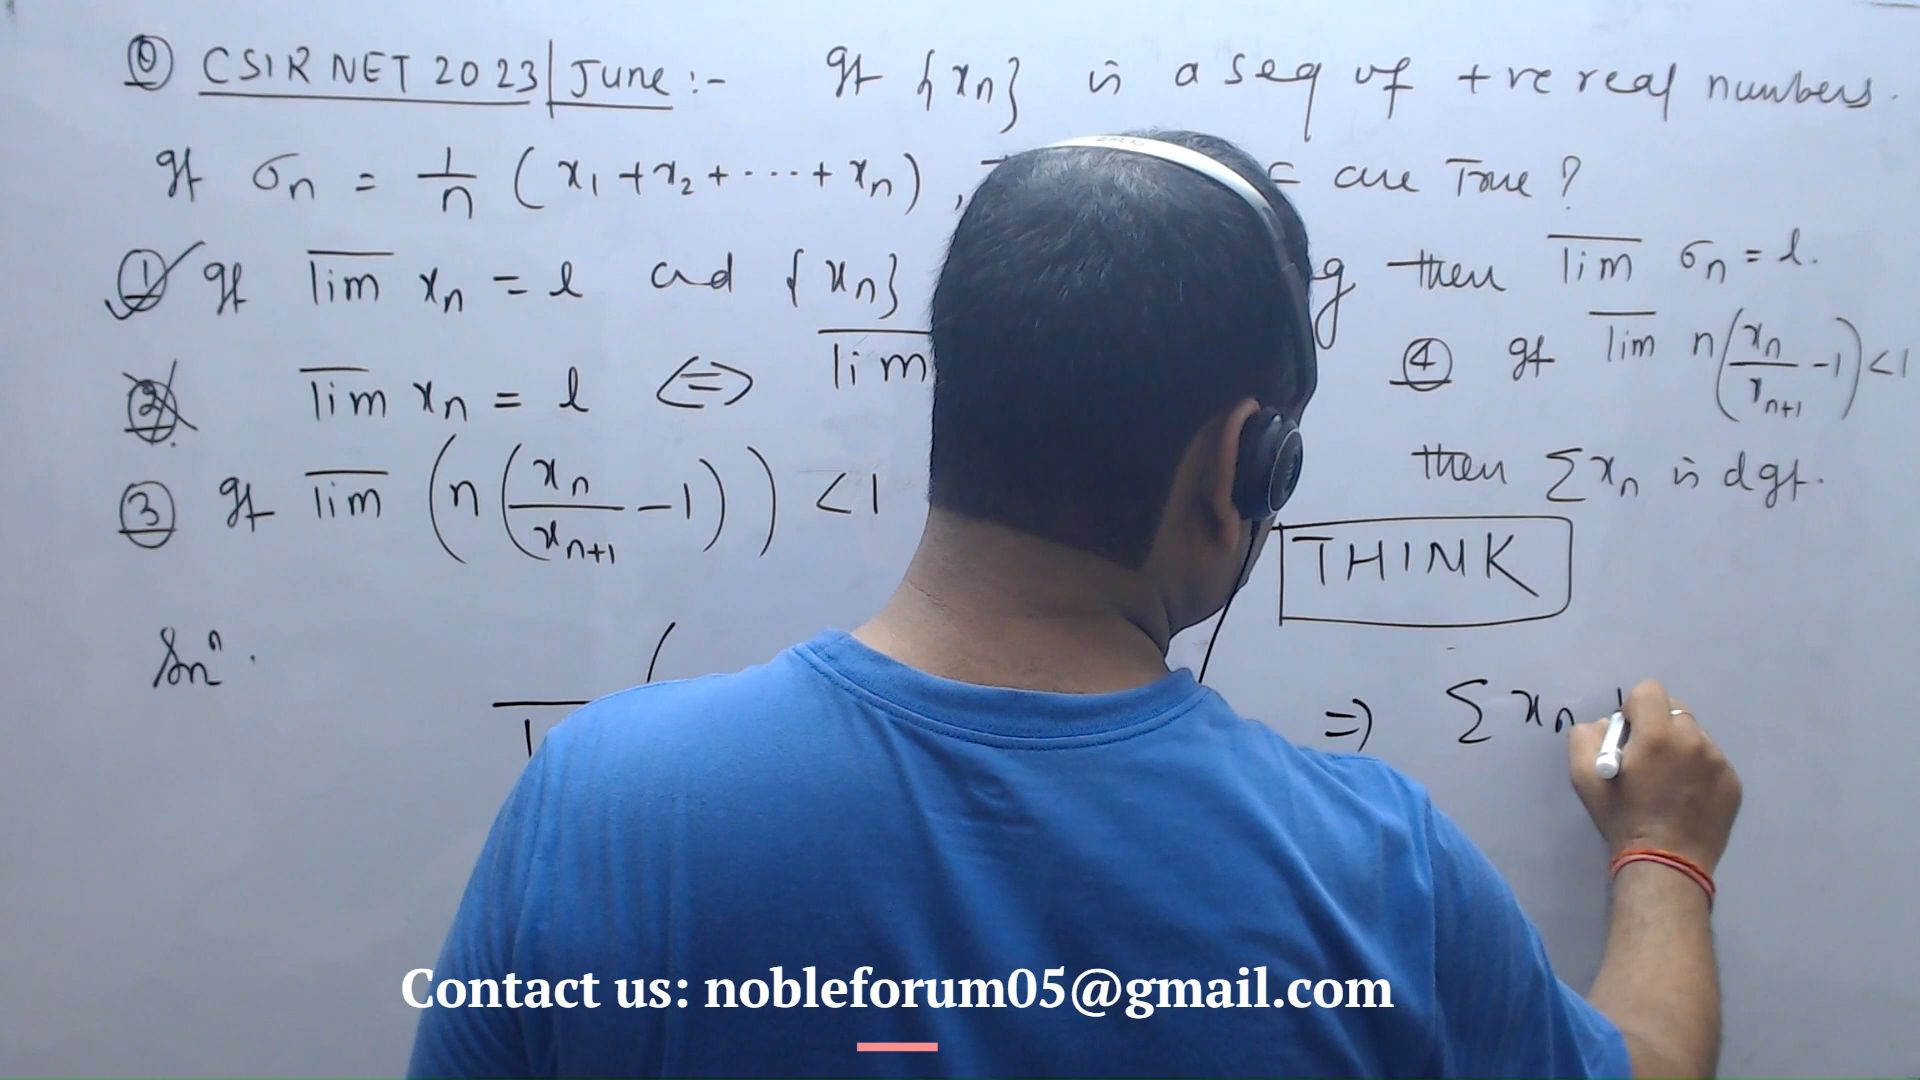 Q CSIR NET 2023 | June :- If {xn} is a seq of +ve real numbers.
If σn = 1/n (x1 + x2 + ··· + xn), are True?
① If lim̅ xn = l and {xn} g then lim̅ σn = l.
② lim̅ xn = l <=> lim̅
③ If lim̅ (n (xn/xn+1 - 1)) < 1
④ If lim̅ n(xn/xn+1 - 1) < 1
then Σxn is dgt.
THINK
Soln.
=> Σ xn
Contact us: nobleforum05@gmail.com